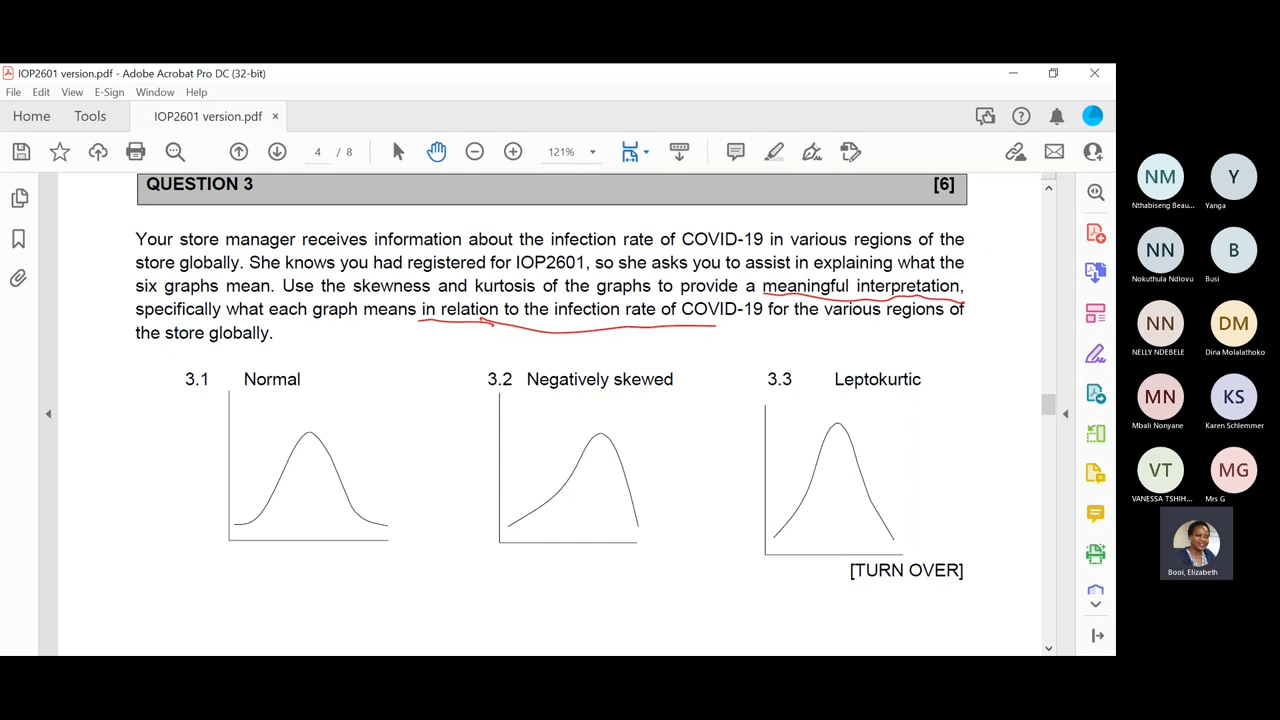 IOP2601 version.pdf - Adobe Acrobat Pro DC (32-bit)
File Edit View E-Sign Window Help
Home Tools IOP2601 version.pdf ×
4 / 8 121%
QUESTION 3 [6]
Your store manager receives information about the infection rate of COVID-19 in various regions of the
store globally. She knows you had registered for IOP2601, so she asks you to assist in explaining what the
six graphs mean. Use the skewness and kurtosis of the graphs to provide a meaningful interpretation,
specifically what each graph means in relation to the infection rate of COVID-19 for the various regions of
the store globally.
3.1 Normal 3.2 Negatively skewed 3.3 Leptokurtic
[TURN OVER]
NM Y
Nthabiseng Beau... Yanga
NN B
Nokuthula Ndlovu Busi
NN DM
NELLY NDEBELE Dina Molalathoko
MN KS
Mbali Nonyane Karen Schlemmer
VT MG
VANESSA TSHIH... Mrs G
Booi, Elizabeth